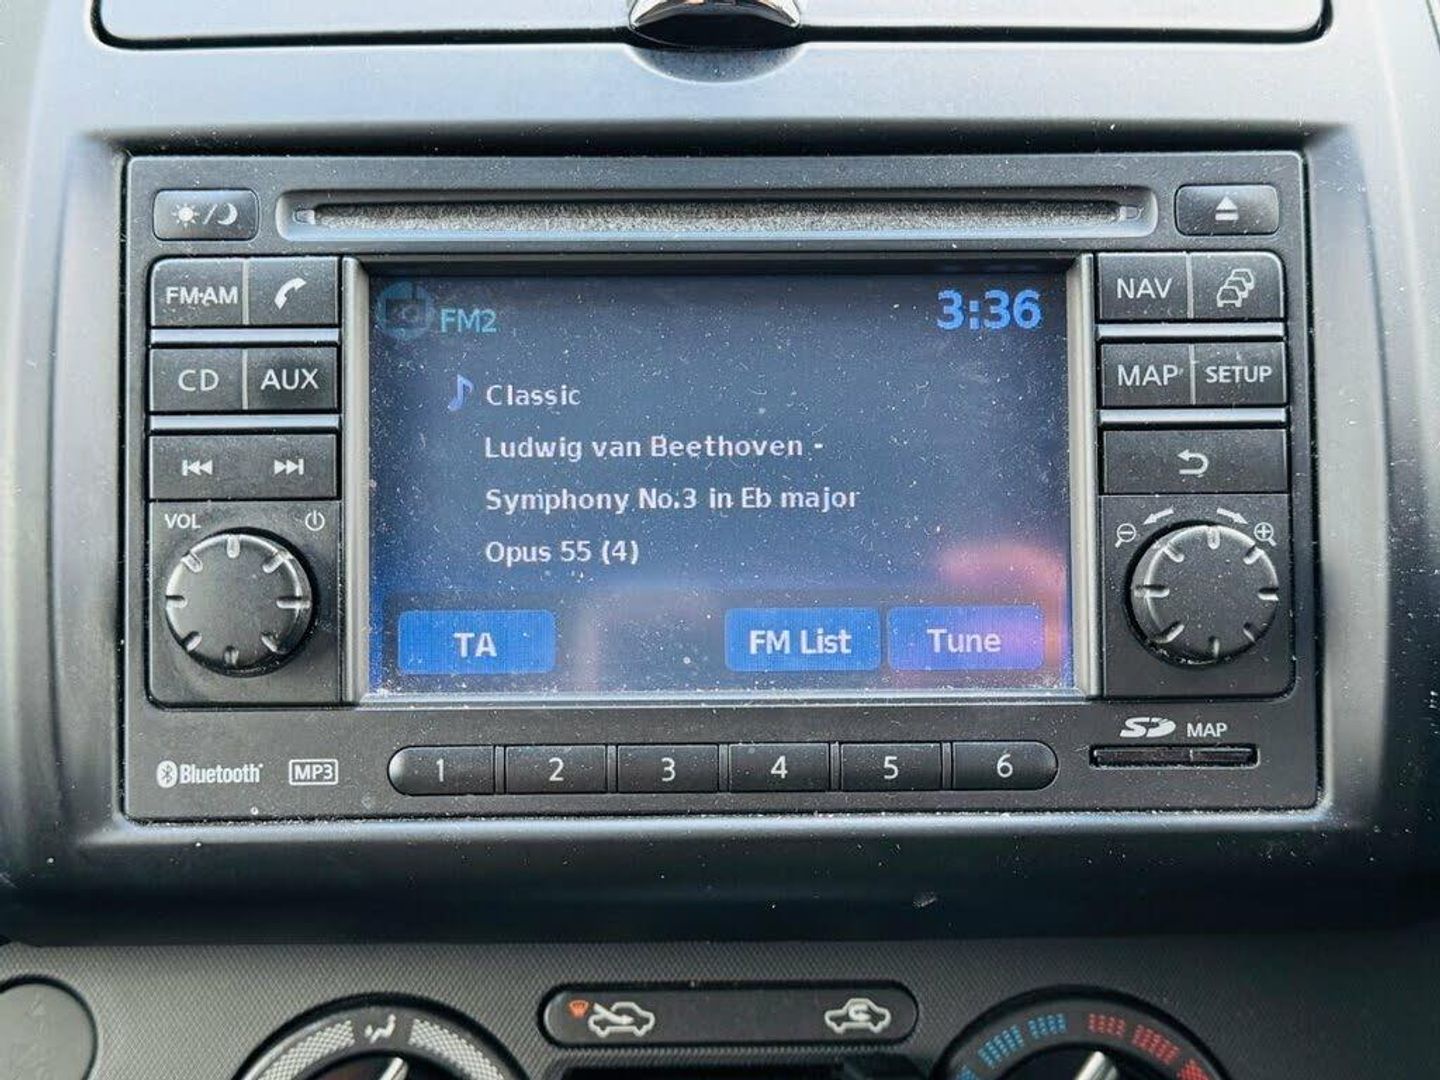 FM·AM
CD AUX
VOL
FM2 3:36
Classic
Ludwig van Beethoven -
Symphony No.3 in Eb major
Opus 55 (4)
TA FM List Tune
NAV
MAP SETUP
Bluetooth MP3
1 2 3 4 5 6
SD MAP